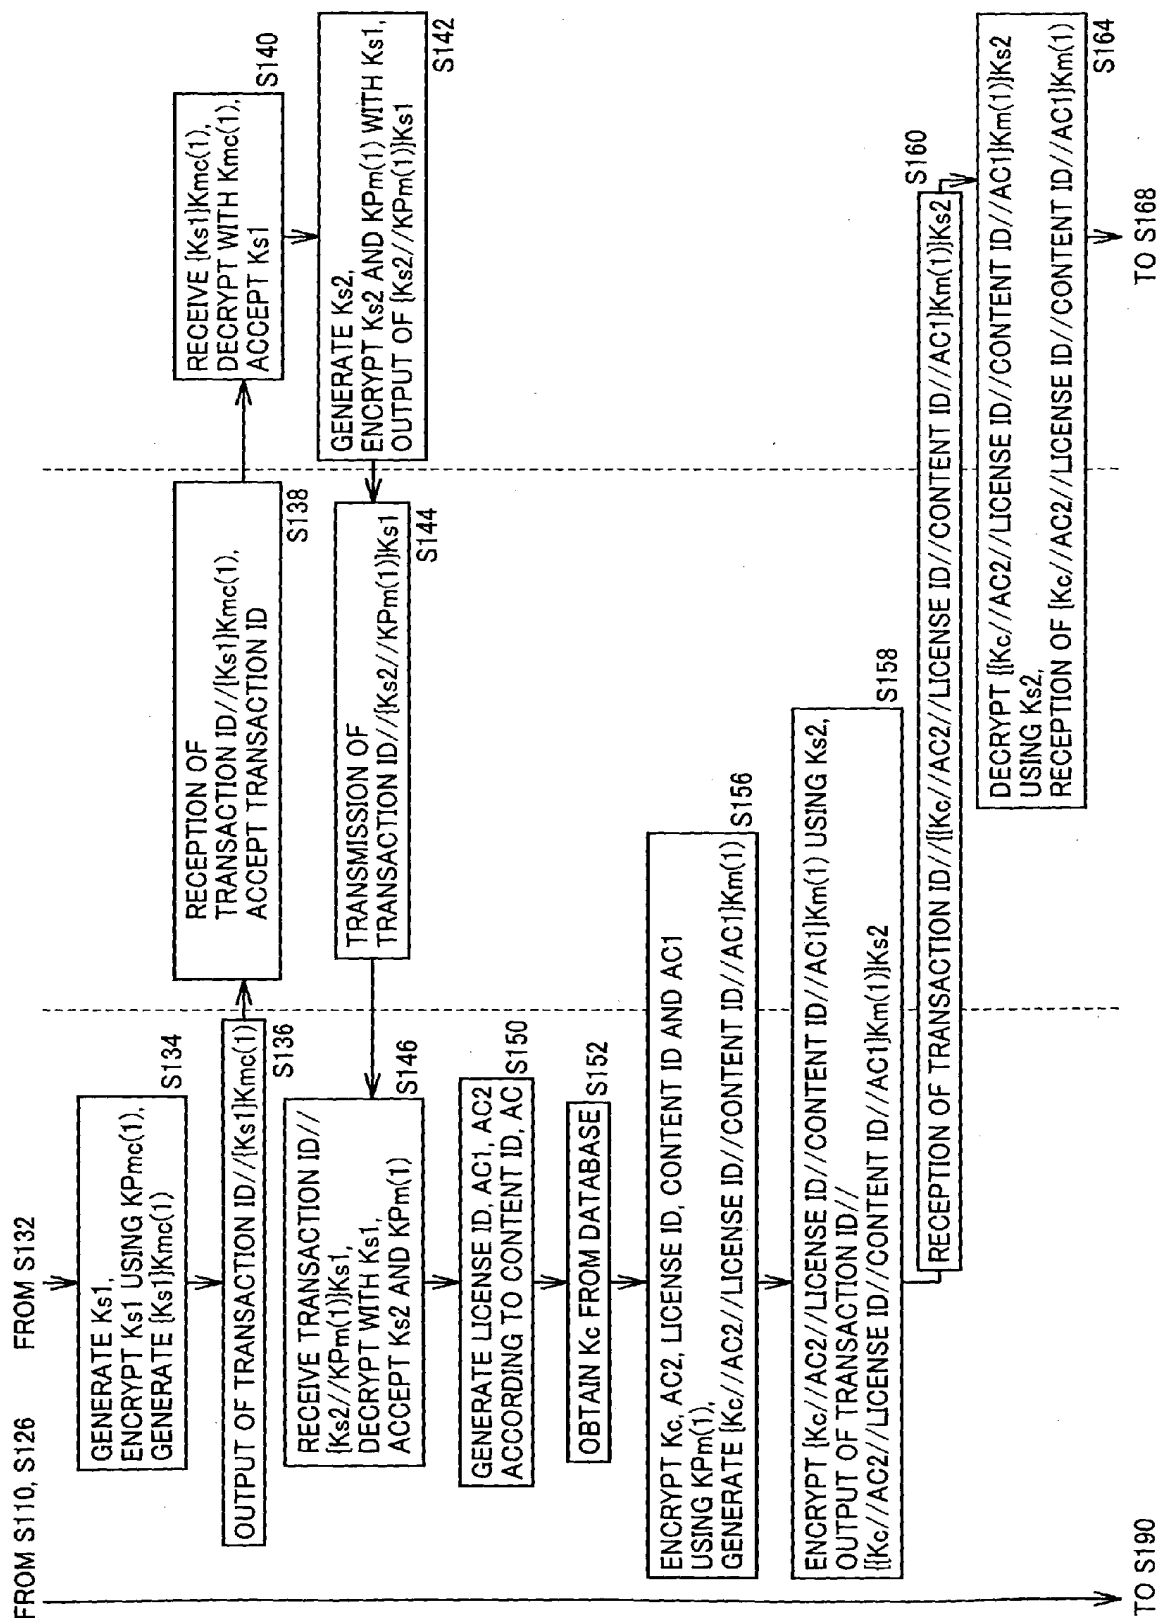 FROM S110, S126
FROM S132
GENERATE Ks1,
ENCRYPT Ks1 USING KPmc(1),
GENERATE {Ks1}Kmc(1)
S134
OUTPUT OF TRANSACTION ID//{Ks1}Kmc(1)
S136
RECEPTION OF
TRANSACTION ID//{Ks1}Kmc(1),
ACCEPT TRANSACTION ID
S138
RECEIVE {Ks1}Kmc(1),
DECRYPT WITH Kmc(1),
ACCEPT Ks1
S140
GENERATE Ks2,
ENCRYPT Ks2 AND KPm(1) WITH Ks1,
OUTPUT OF {Ks2//KPm(1)}Ks1
S142
TRANSMISSION OF
TRANSACTION ID//{Ks2//KPm(1)}Ks1
S144
RECEIVE TRANSACTION ID//
{Ks2//KPm(1)}Ks1,
DECRYPT WITH Ks1,
ACCEPT Ks2 AND KPm(1)
S146
GENERATE LICENSE ID, AC1, AC2
ACCORDING TO CONTENT ID, AC
S150
OBTAIN Kc FROM DATABASE
S152
ENCRYPT Kc, AC2, LICENSE ID, CONTENT ID AND AC1
USING KPm(1),
GENERATE {Kc//AC2//LICENSE ID//CONTENT ID//AC1}Km(1)
S156
ENCRYPT {Kc//AC2//LICENSE ID//CONTENT ID//AC1}Km(1) USING Ks2,
OUTPUT OF TRANSACTION ID//
{{Kc//AC2//LICENSE ID//CONTENT ID//AC1}Km(1)}Ks2
S158
RECEPTION OF TRANSACTION ID//{{Kc//AC2//LICENSE ID//CONTENT ID//AC1}Km(1)}Ks2
S160
DECRYPT {{Kc//AC2//LICENSE ID//CONTENT ID//AC1}Km(1)}Ks2
USING Ks2,
RECEPTION OF {Kc//AC2//LICENSE ID//CONTENT ID//AC1}Km(1)
S164
TO S190
TO S168